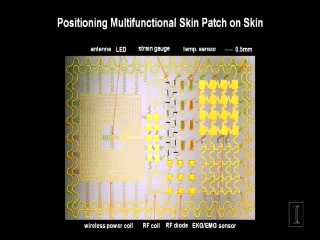 Positioning Multifunctional Skin Patch on Skin
antenna LED strain gauge temp. sensor 0.5mm
wireless power coil RF coil RF diode EKG/EMG sensor
I